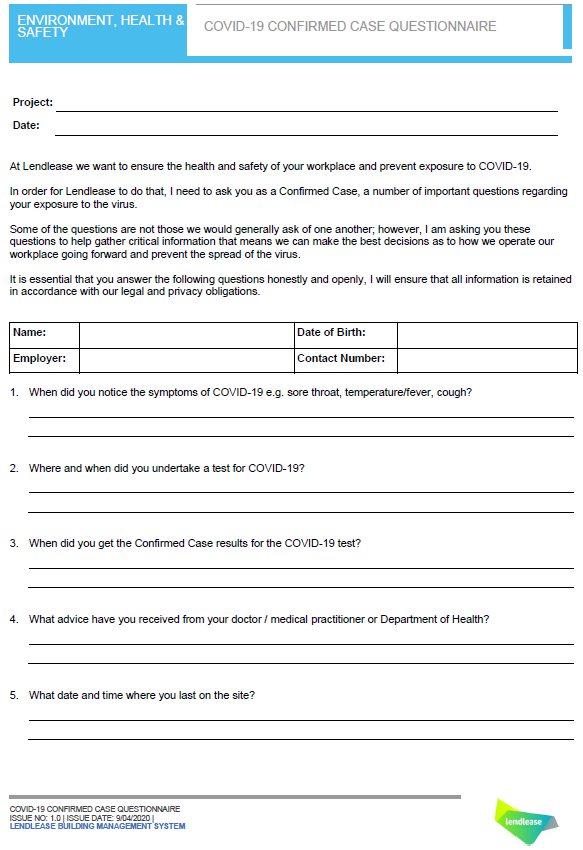 ENVIRONMENT, HEALTH &
SAFETY
COVID-19 CONFIRMED CASE QUESTIONNAIRE
Project:
Date:
At Lendlease we want to ensure the health and safety of your workplace and prevent exposure to COVID-19.
In order for Lendlease to do that, I need to ask you as a Confirmed Case, a number of important questions regarding
your exposure to the virus.
Some of the questions are not those we would generally ask of one another; however, I am asking you these
questions to help gather critical information that means we can make the best decisions as to how we operate our
workplace going forward and prevent the spread of the virus.
It is essential that you answer the following questions honestly and openly, I will ensure that all information is retained
in accordance with our legal and privacy obligations.
Name: Date of Birth:
Employer: Contact Number:
1. When did you notice the symptoms of COVID-19 e.g. sore throat, temperature/fever, cough?
2. Where and when did you undertake a test for COVID-19?
3. When did you get the Confirmed Case results for the COVID-19 test?
4. What advice have you received from your doctor / medical practitioner or Department of Health?
5. What date and time where you last on the site?
COVID-19 CONFIRMED CASE QUESTIONNAIRE
ISSUE NO: 1.0 | ISSUE DATE: 9/04/2020 |
LENDLEASE BUILDING MANAGEMENT SYSTEM
lendlease